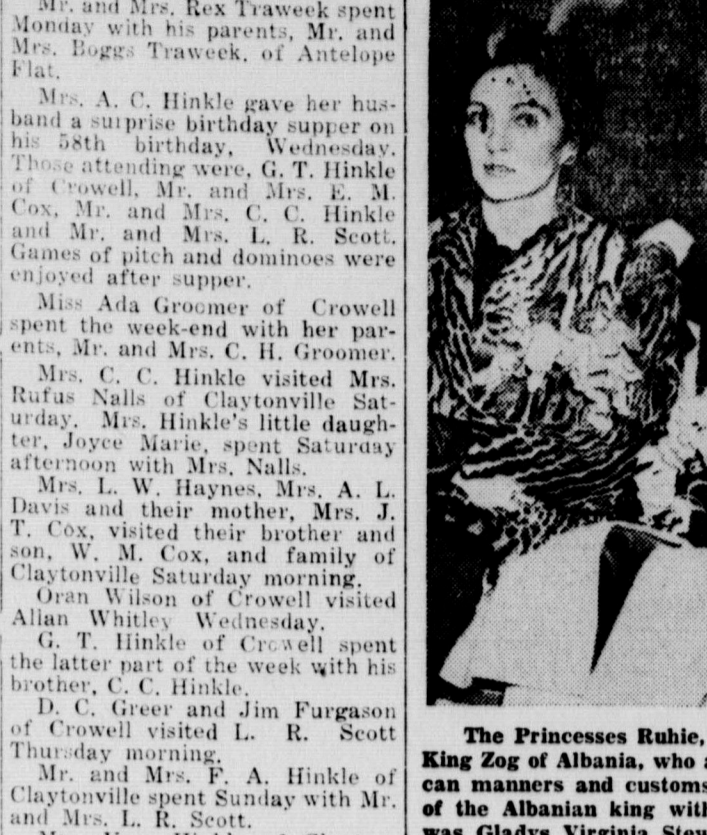 Mr. and Mrs. Rex Traweek spent
Monday with his parents, Mr. and
Mrs. Boggs Traweek, of Antelope
Flat.
Mrs. A. C. Hinkle gave her hus-
band a surprise birthday supper on
his 58th birthday, Wednesday.
Those attending were, G. T. Hinkle
of Crowell, Mr. and Mrs. E. M.
Cox, Mr. and Mrs. C. C. Hinkle
and Mr. and Mrs. L. R. Scott.
Games of pitch and dominoes were
enjoyed after supper.
Miss Ada Groomer of Crowell
spent the week-end with her par-
ents, Mr. and Mrs. C. H. Groomer.
Mrs. C. C. Hinkle visited Mrs.
Rufus Nalls of Claytonville Sat-
urday. Mrs. Hinkle's little daugh-
ter, Joyce Marie, spent Saturday
afternoon with Mrs. Nalls.
Mrs. L. W. Haynes, Mrs. A. L.
Davis and their mother, Mrs. J.
T. Cox, visited their brother and
son, W. M. Cox, and family of
Claytonville Saturday morning.
Oran Wilson of Crowell visited
Allan Whitley Wednesday.
G. T. Hinkle of Crowell spent
the latter part of the week with his
brother, C. C. Hinkle.
D. C. Greer and Jim Furgason
of Crowell visited L. R. Scott
Thursday morning.
Mr. and Mrs. F. A. Hinkle of
Claytonville spent Sunday with Mr.
and Mrs. L. R. Scott.
The Princesses Ruhie,
King Zog of Albania, who a
can manners and customs
of the Albanian king with
was Gladys Virginia